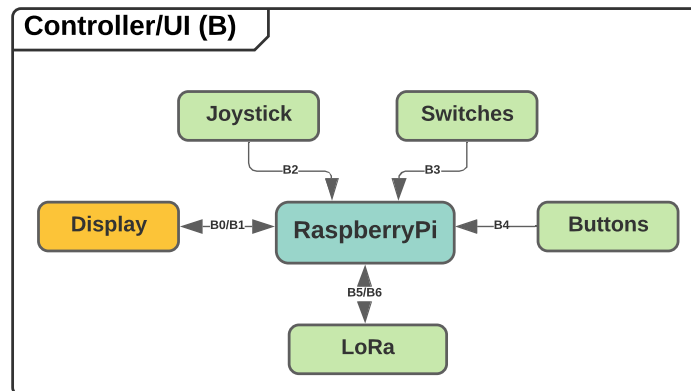 Controller/UI (B)
Joystick
Switches
B2
B3
Display
B0/B1
RaspberryPi
B4
Buttons
B5/B6
LoRa